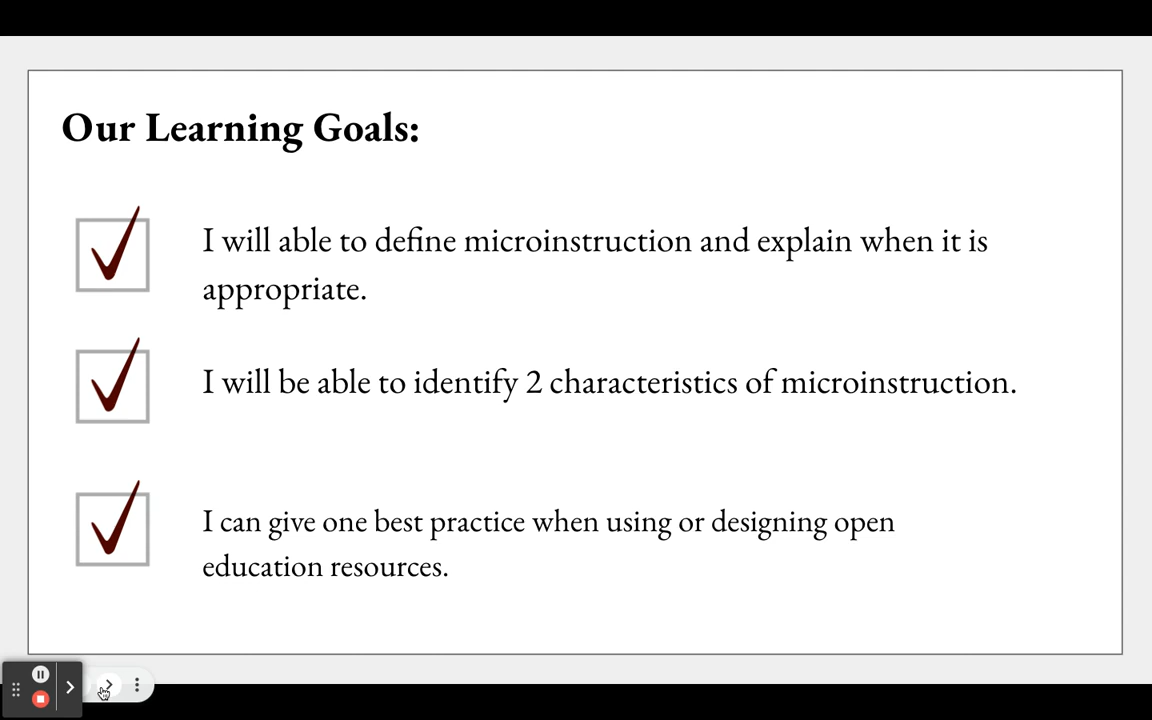 Our Learning Goals:
I will able to define microinstruction and explain when it is
appropriate.
I will be able to identify 2 characteristics of microinstruction.
I can give one best practice when using or designing open
education resources.